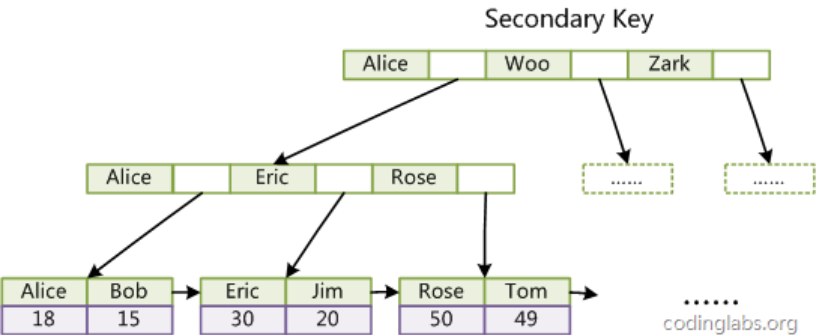 Secondary Key
Alice Woo Zark
Alice Eric Rose ...... ......
Alice Bob Eric Jim Rose Tom
18 15 30 20 50 49 ......
codinglabs.org